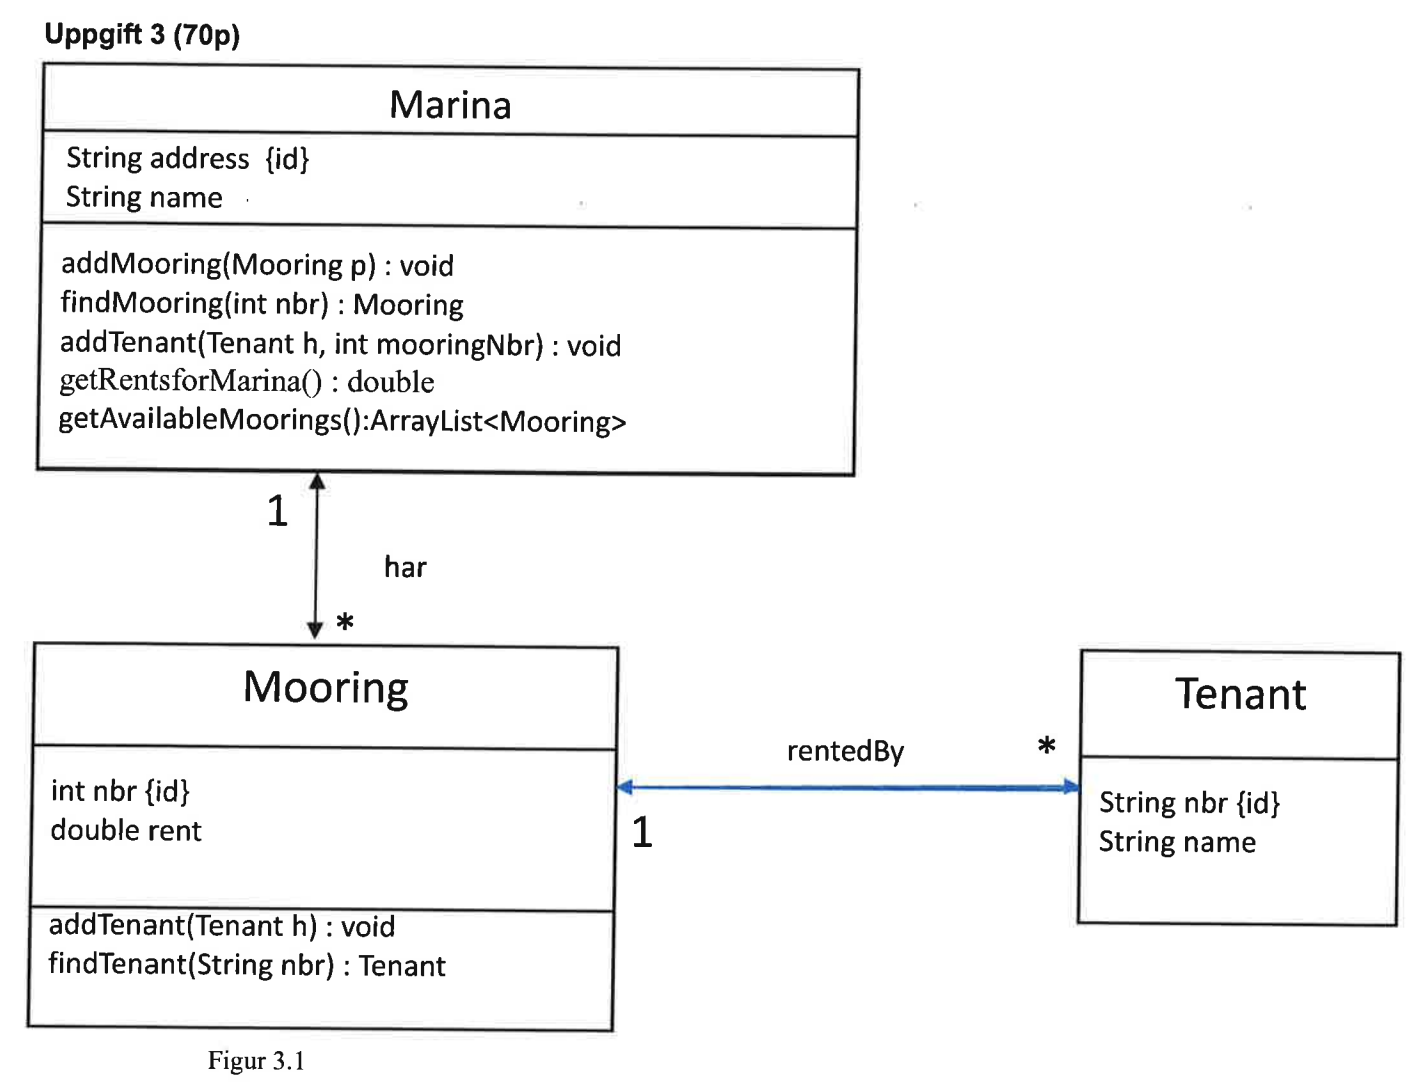 Uppgift 3 (70p)
Marina
String address {id}
String name
addMooring(Mooring p) : void
findMooring(int nbr) : Mooring
addTenant(Tenant h, int mooringNbr) : void
getRentsforMarina() : double
getAvailableMoorings():ArrayList<Mooring>
1
har
*
Mooring
int nbr {id}
double rent
addTenant(Tenant h) : void
findTenant(String nbr) : Tenant
rentedBy
*
1
Tenant
String nbr {id}
String name
Figur 3.1